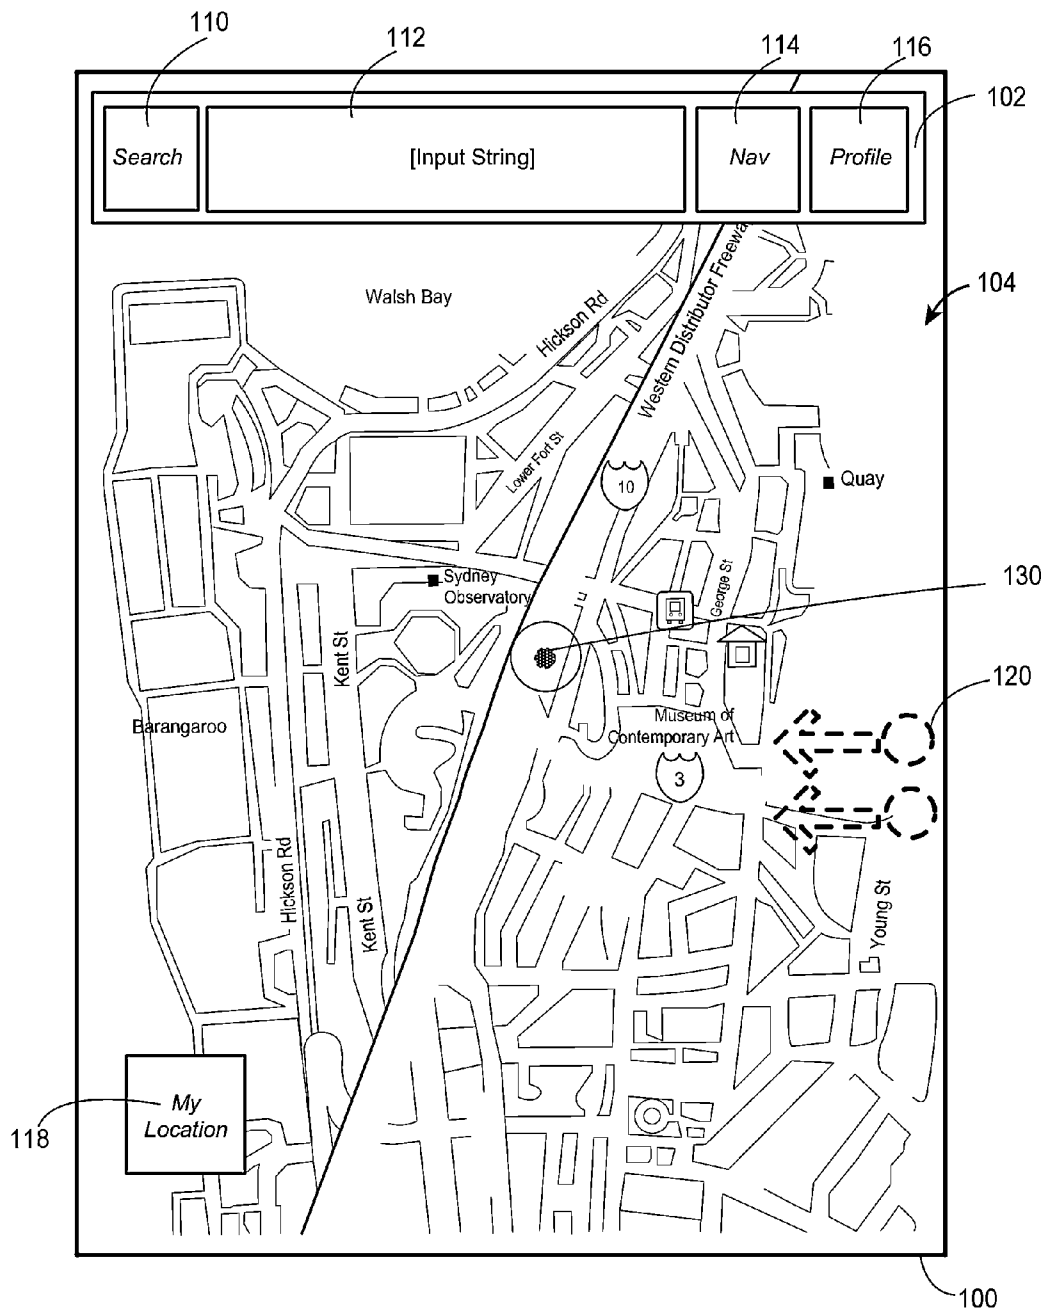 110
112
114
116
102
Search
[Input String]
Nav
Profile
104
Walsh Bay
Hickson Rd
Western Distributor Freewa
Lower Fort St
10
Quay
Sydney
Observatory
George St
130
Kent St
120
Barangaroo
Museum of
Contemporary Art
3
Hickson Rd
Kent St
Young St
My
Location
118
100